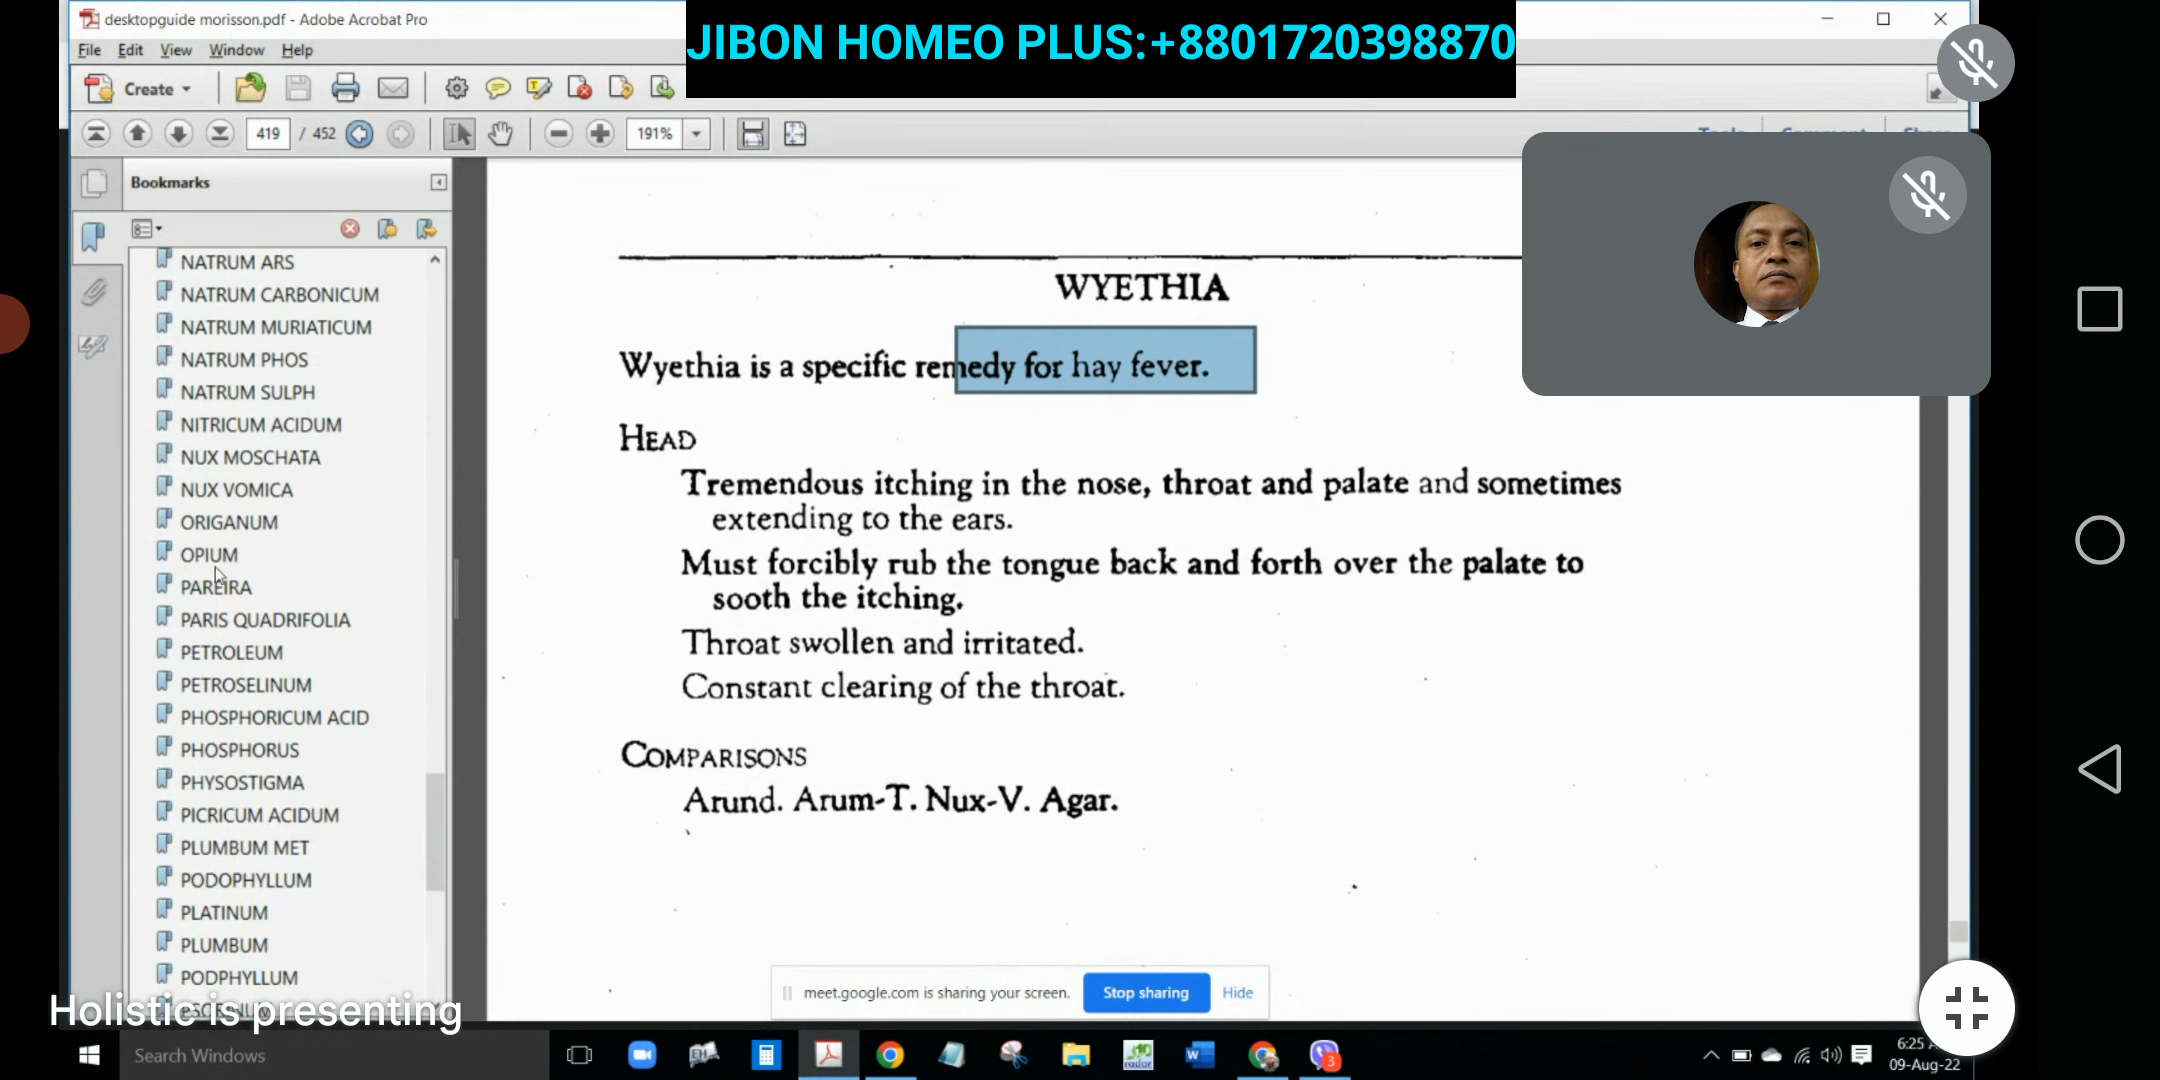 desktopguide morisson.pdf - Adobe Acrobat Pro
JIBON HOMEO PLUS:+8801720398870
File Edit View Window Help
Create
419 / 452
191%
Bookmarks
NATRUM ARS
NATRUM CARBONICUM
NATRUM MURIATICUM
NATRUM PHOS
NATRUM SULPH
NITRICUM ACIDUM
NUX MOSCHATA
NUX VOMICA
ORIGANUM
OPIUM
PAREIRA
PARIS QUADRIFOLIA
PETROLEUM
PETROSELINUM
PHOSPHORICUM ACID
PHOSPHORUS
PHYSOSTIGMA
PICRICUM ACIDUM
PLUMBUM MET
PODOPHYLLUM
PLATINUM
PLUMBUM
PODPHYLLUM
WYETHIA
Wyethia is a specific remedy for hay fever.
HEAD
Tremendous itching in the nose, throat and palate and sometimes
extending to the ears.
Must forcibly rub the tongue back and forth over the palate to
sooth the itching.
Throat swollen and irritated.
Constant clearing of the throat.
COMPARISONS
Arund. Arum-T. Nux-V. Agar.
meet.google.com is sharing your screen. Stop sharing Hide
Holistic is presenting
Search Windows
6:25
09-Aug-22